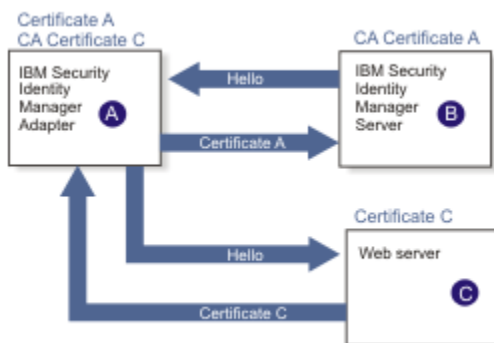 Certificate A
CA Certificate C
CA Certificate A
IBM Security
Identity
Manager
Adapter
A
Hello
IBM Security
Identity
Manager
Server
B
Certificate A
Certificate C
Hello
Web server
Certificate C
C